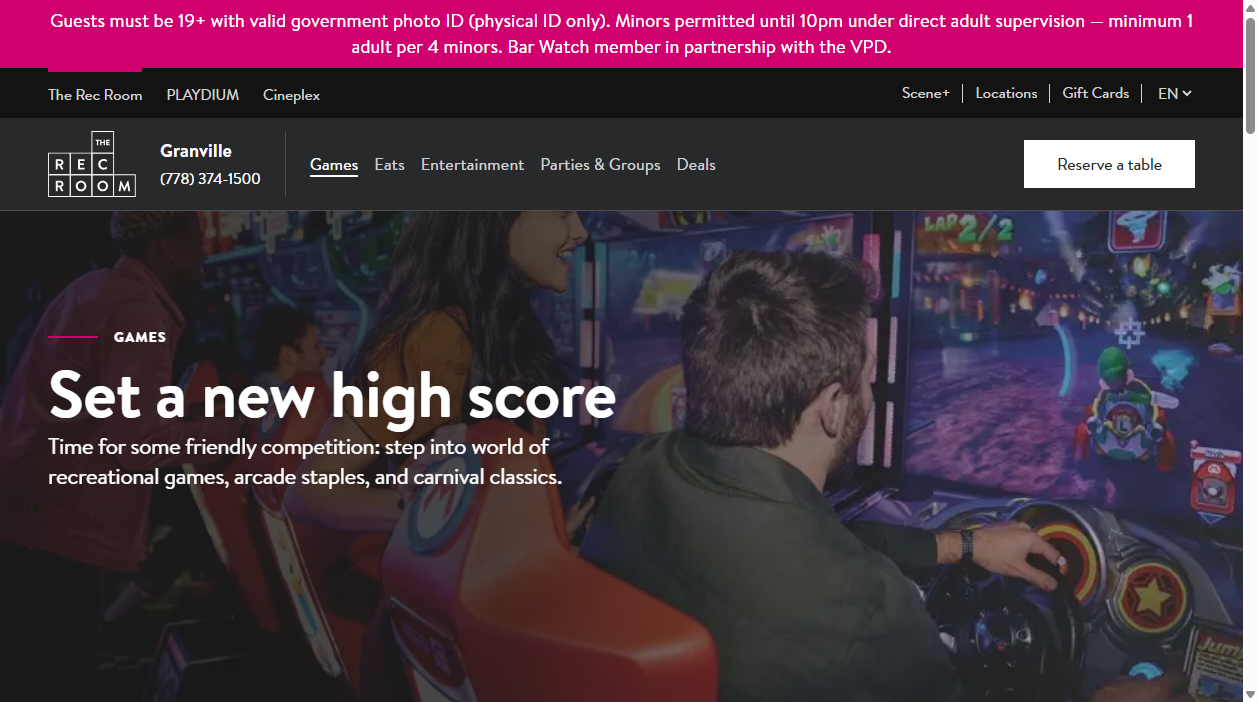 Guests must be 19+ with valid government photo ID (physical ID only). Minors permitted until 10pm under direct adult supervision — minimum 1
adult per 4 minors. Bar Watch member in partnership with the VPD.
The Rec Room PLAYDIUM Cineplex
Scene+ Locations Gift Cards EN
THE
REC
ROOM
Granville
(778) 374-1500
Games Eats Entertainment Parties & Groups Deals
Reserve a table
LAP 2/2
GAMES
Set a new high score
Time for some friendly competition: step into world of
recreational games, arcade staples, and carnival classics.
L
Jump